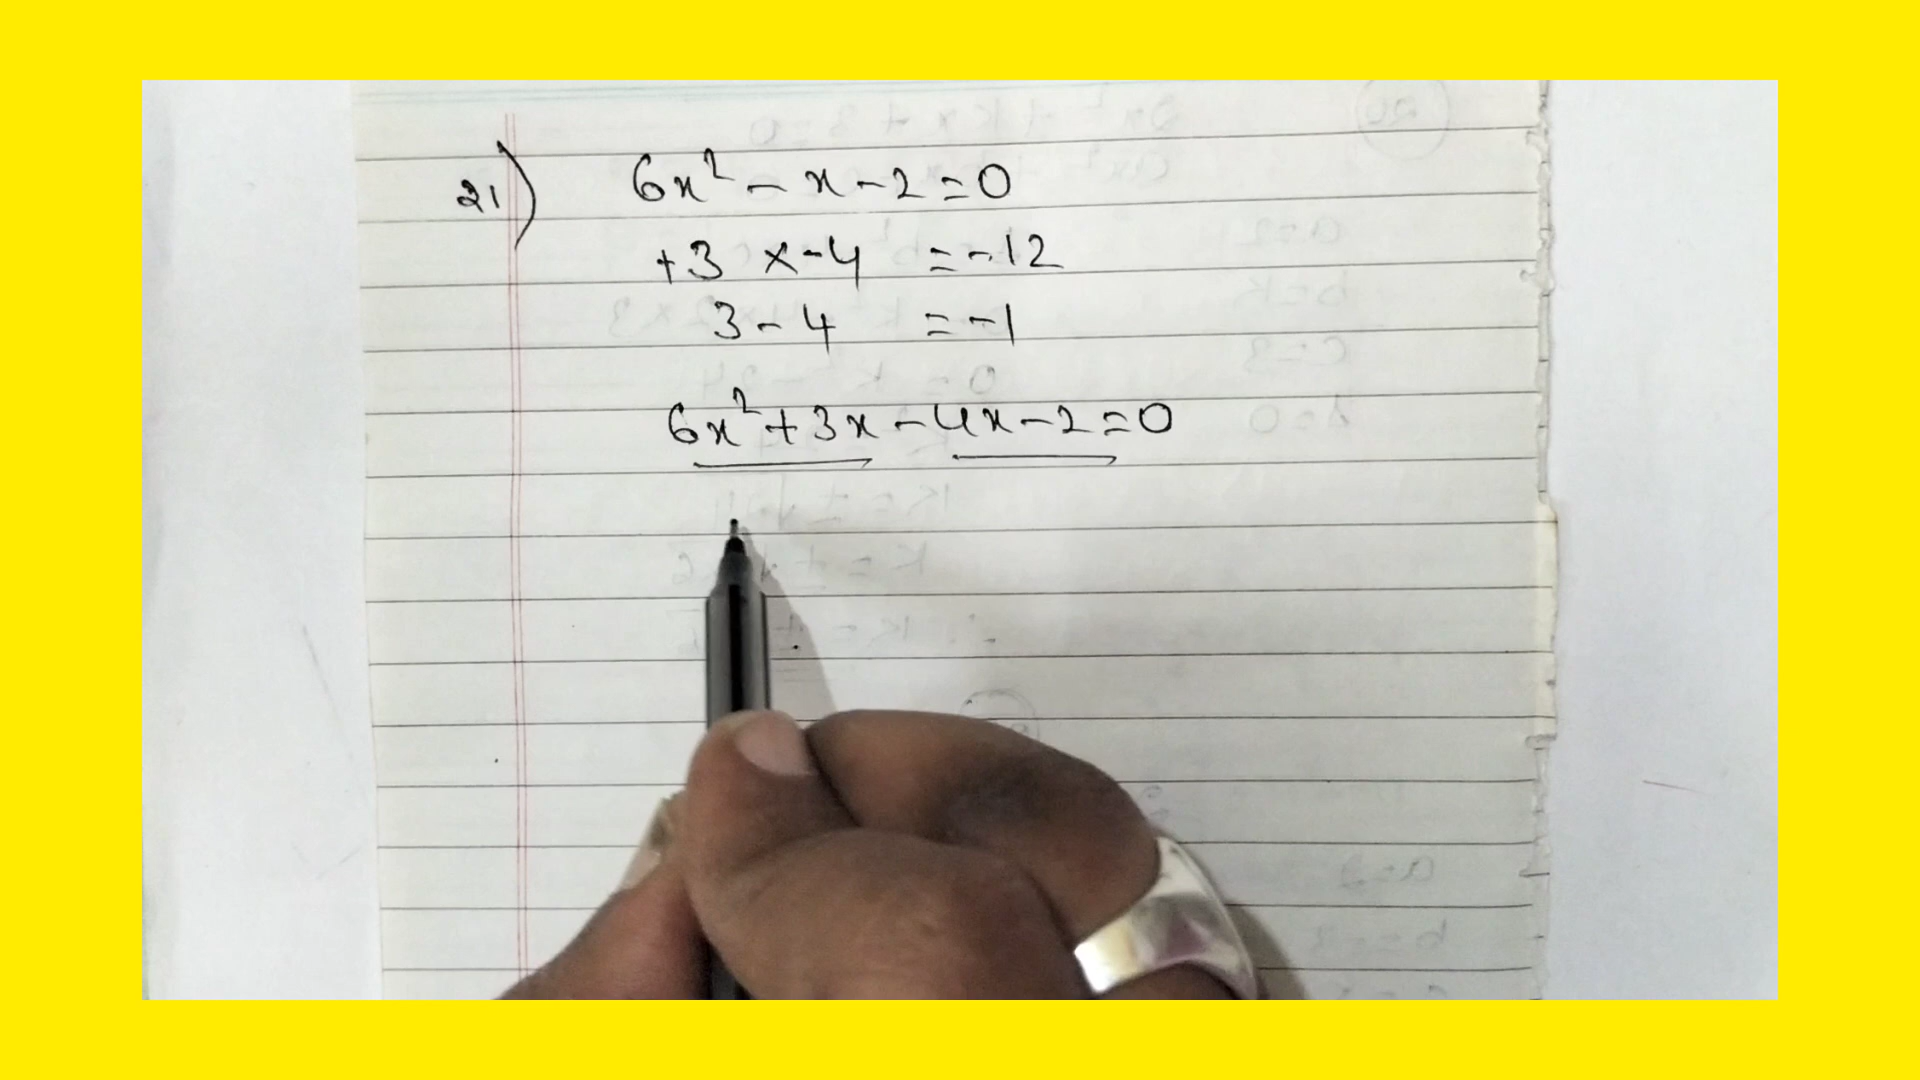 21) 6x² - x - 2 = 0
+3 x -4 = -12
3 - 4 = -1
6x² + 3x - 4x - 2 = 0